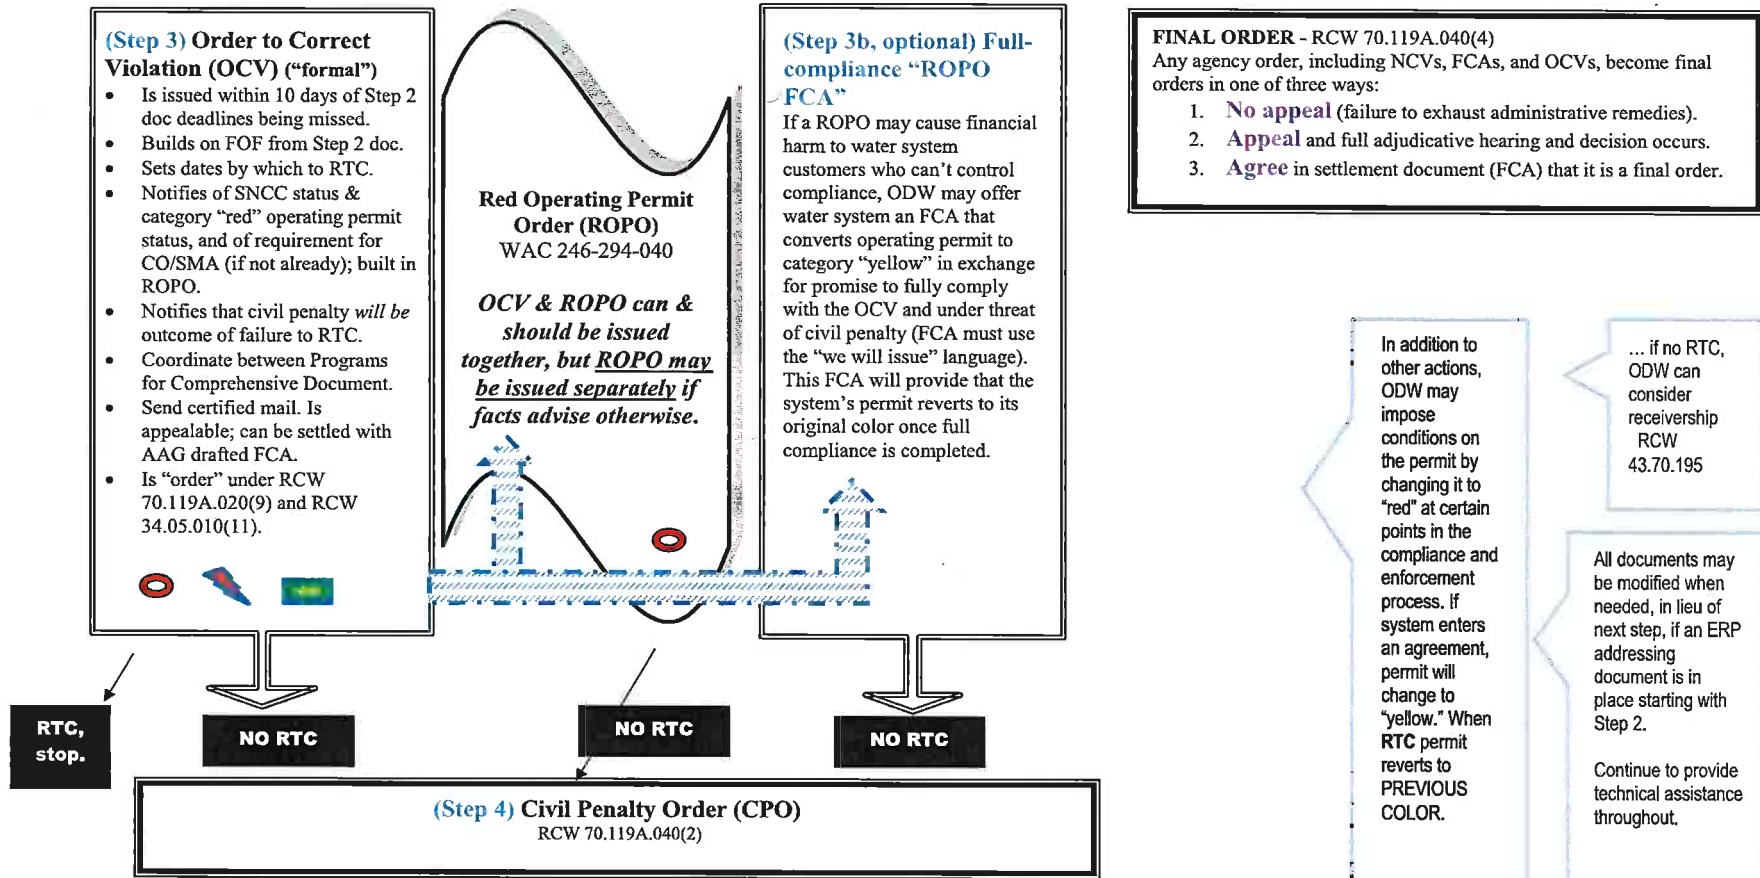 (Step 3) Order to Correct
Violation (OCV) (“formal”)
• Is issued within 10 days of Step 2
doc deadlines being missed.
• Builds on FOF from Step 2 doc.
• Sets dates by which to RTC.
• Notifies of SNCC status &
category “red” operating permit
status, and of requirement for
CO/SMA (if not already); built in
ROPO.
• Notifies that civil penalty will be
outcome of failure to RTC.
• Coordinate between Programs
for Comprehensive Document.
• Send certified mail. Is
appealable; can be settled with
AAG drafted FCA.
• Is “order” under RCW
70.119A.020(9) and RCW
34.05.010(11).
Red Operating Permit
Order (ROPO)
WAC 246-294-040
OCV & ROPO can &
should be issued
together, but ROPO may
be issued separately if
facts advise otherwise.
(Step 3b, optional) Full-
compliance “ROPO
FCA”
If a ROPO may cause financial
harm to water system
customers who can’t control
compliance, ODW may offer
water system an FCA that
converts operating permit to
category “yellow” in exchange
for promise to fully comply
with the OCV and under threat
of civil penalty (FCA must use
the “we will issue” language).
This FCA will provide that the
system’s permit reverts to its
original color once full
compliance is completed.
RTC,
stop.
NO RTC
NO RTC
NO RTC
(Step 4) Civil Penalty Order (CPO)
RCW 70.119A.040(2)
FINAL ORDER - RCW 70.119A.040(4)
Any agency order, including NCVs, FCAs, and OCVs, become final
orders in one of three ways:
1. No appeal (failure to exhaust administrative remedies).
2. Appeal and full adjudicative hearing and decision occurs.
3. Agree in settlement document (FCA) that it is a final order.
In addition to
other actions,
ODW may
impose
conditions on
the permit by
changing it to
“red” at certain
points in the
compliance and
enforcement
process. If
system enters
an agreement,
permit will
change to
“yellow.” When
RTC permit
reverts to
PREVIOUS
COLOR.
... if no RTC,
ODW can
consider
receivership
RCW
43.70.195
All documents may
be modified when
needed, in lieu of
next step, if an ERP
addressing
document is in
place starting with
Step 2.
Continue to provide
technical assistance
throughout.